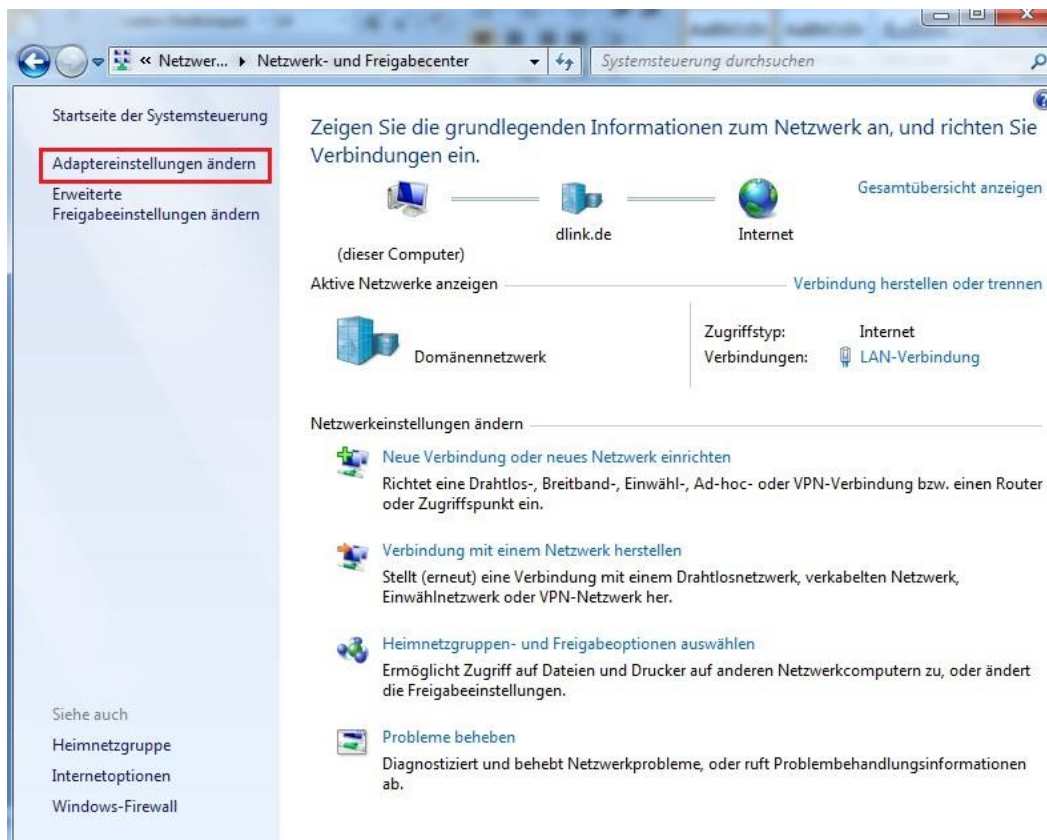 « Netzwer... ▸ Netzwerk- und Freigabecenter
Systemsteuerung durchsuchen
Startseite der Systemsteuerung
Adaptereinstellungen ändern
Erweiterte
Freigabeeinstellungen ändern
Zeigen Sie die grundlegenden Informationen zum Netzwerk an, und richten Sie
Verbindungen ein.
Gesamtübersicht anzeigen
dlink.de
Internet
(dieser Computer)
Aktive Netzwerke anzeigen
Verbindung herstellen oder trennen
Domänennetzwerk
Zugriffstyp: Internet
Verbindungen: LAN-Verbindung
Netzwerkeinstellungen ändern
Neue Verbindung oder neues Netzwerk einrichten
Richtet eine Drahtlos-, Breitband-, Einwähl-, Ad-hoc- oder VPN-Verbindung bzw. einen Router
oder Zugriffspunkt ein.
Verbindung mit einem Netzwerk herstellen
Stellt (erneut) eine Verbindung mit einem Drahtlosnetzwerk, verkabelten Netzwerk,
Einwählnetzwerk oder VPN-Netzwerk her.
Heimnetzgruppen- und Freigabeoptionen auswählen
Ermöglicht Zugriff auf Dateien und Drucker auf anderen Netzwerkcomputern zu, oder ändert
die Freigabeeinstellungen.
Probleme beheben
Diagnostiziert und behebt Netzwerkprobleme, oder ruft Problembehandlungsinformationen
ab.
Siehe auch
Heimnetzgruppe
Internetoptionen
Windows-Firewall